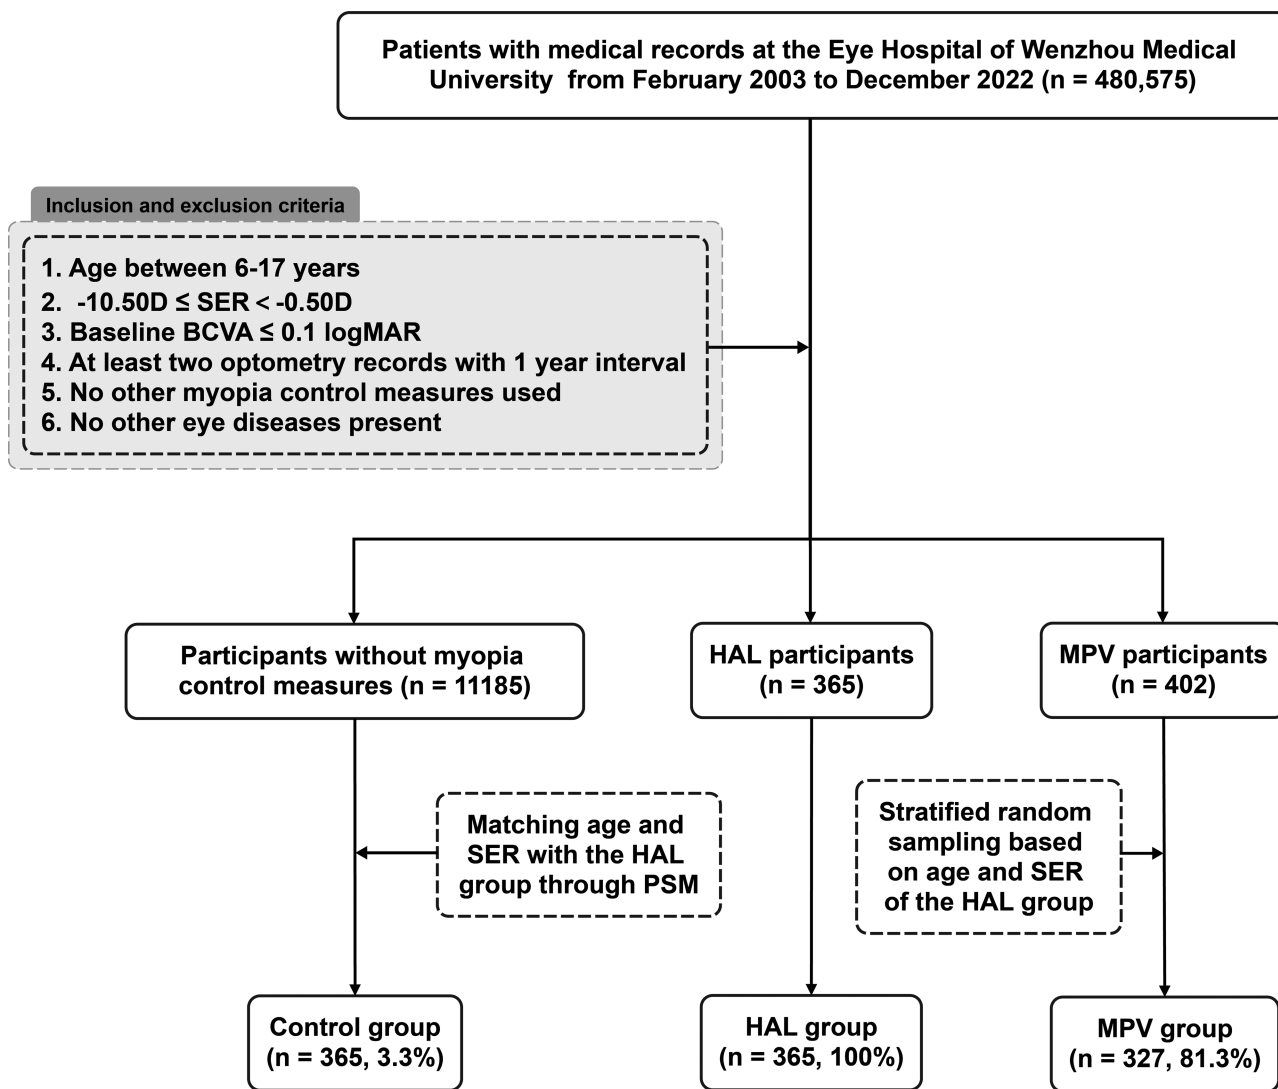 Patients with medical records at the Eye Hospital of Wenzhou Medical
University from February 2003 to December 2022 (n = 480,575)
Inclusion and exclusion criteria
1. Age between 6-17 years
2. -10.50D ≤ SER < -0.50D
3. Baseline BCVA ≤ 0.1 logMAR
4. At least two optometry records with 1 year interval
5. No other myopia control measures used
6. No other eye diseases present
Participants without myopia
control measures (n = 11185)
HAL participants
(n = 365)
MPV participants
(n = 402)
Matching age and
SER with the HAL
group through PSM
Stratified random
sampling based
on age and SER
of the HAL group
Control group
(n = 365, 3.3%)
HAL group
(n = 365, 100%)
MPV group
(n = 327, 81.3%)